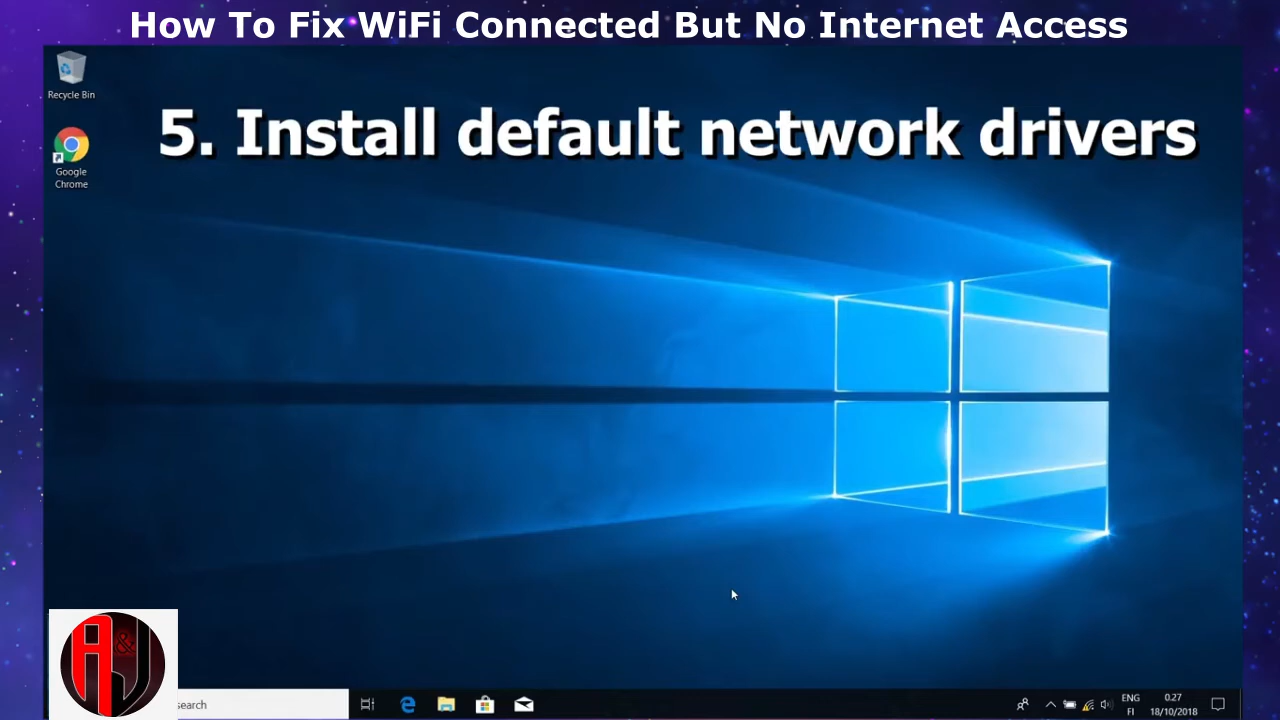 How To Fix WiFi Connected But No Internet Access
5. Install default network drivers
Recycle Bin
Google
Chrome
A&J
search
ENG
FI
0.27
18/10/2018